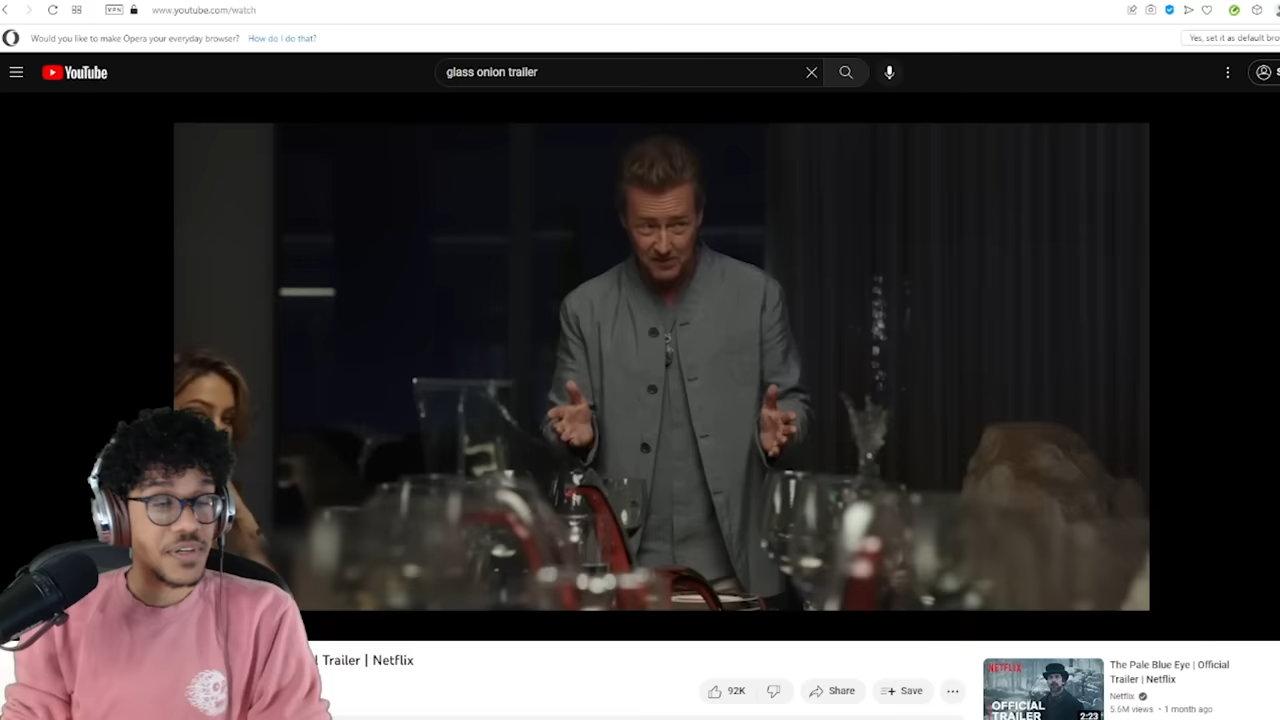 VPN
www.youtube.com/watch
Would you like to make Opera your everyday browser? How do I do that?
Yes, set it as default bro
YouTube
glass onion trailer
S
l Trailer | Netflix
92K
Share
Save
NETFLIX
OFFICIAL
TRAILER
2:23
The Pale Blue Eye | Official
Trailer | Netflix
Netflix
5.6M views • 1 month ago